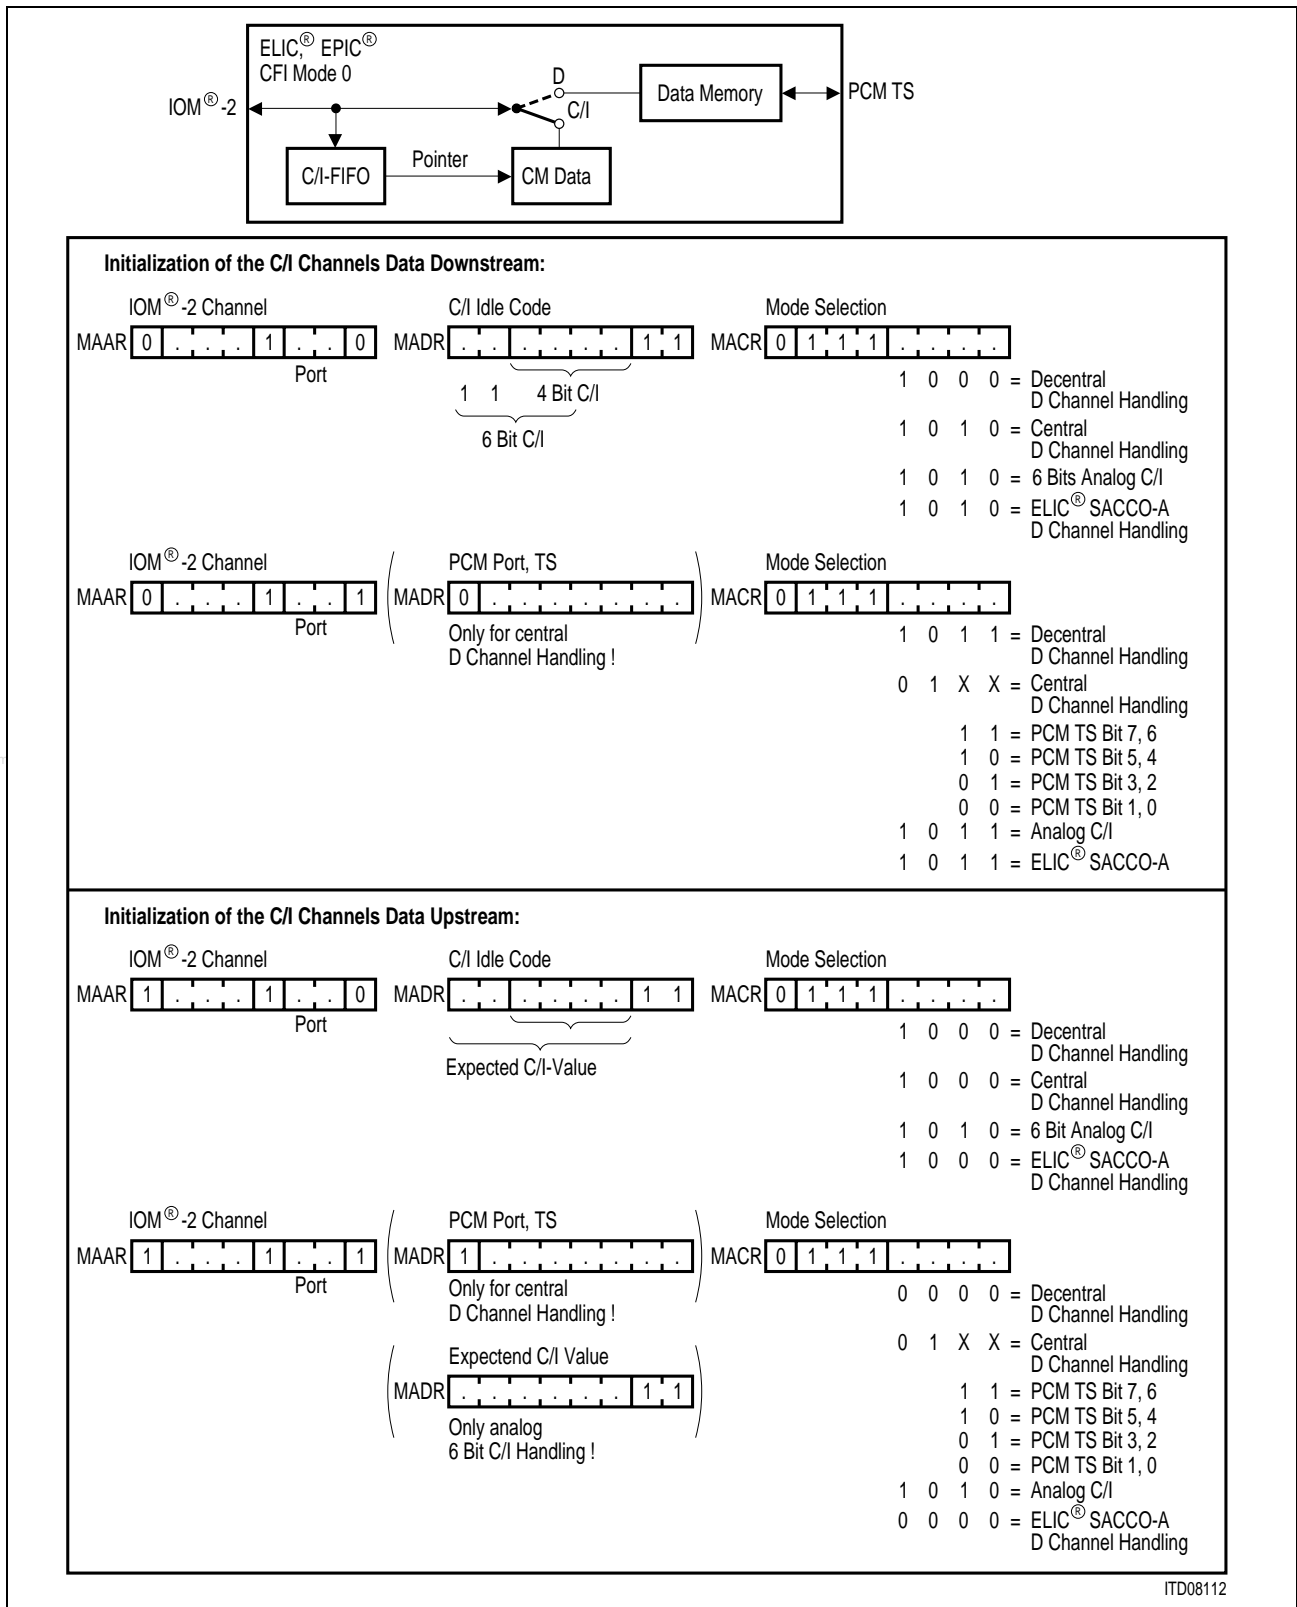 ELIC,® EPIC®
CFI Mode 0
IOM®-2
D
C/I
Data Memory
PCM TS
C/I-FIFO
Pointer
CM Data
Initialization of the C/I Channels Data Downstream:
IOM®-2 Channel C/I Idle Code Mode Selection
MAAR 0 . . . 1 . . 0 MADR . . . . . . 1 1 MACR 0 1 1 1 . . . .
Port
1 1 4 Bit C/I
6 Bit C/I
1 0 0 0 = Decentral
D Channel Handling
1 0 1 0 = Central
D Channel Handling
1 0 1 0 = 6 Bits Analog C/I
1 0 1 0 = ELIC® SACCO-A
D Channel Handling
IOM®-2 Channel PCM Port, TS Mode Selection
MAAR 0 . . . 1 . . 1 MADR 0 . . . . . . . MACR 0 1 1 1 . . . .
Port
Only for central
D Channel Handling !
1 0 1 1 = Decentral
D Channel Handling
0 1 X X = Central
D Channel Handling
1 1 = PCM TS Bit 7, 6
1 0 = PCM TS Bit 5, 4
0 1 = PCM TS Bit 3, 2
0 0 = PCM TS Bit 1, 0
1 0 1 1 = Analog C/I
1 0 1 1 = ELIC® SACCO-A
Initialization of the C/I Channels Data Upstream:
IOM®-2 Channel C/I Idle Code Mode Selection
MAAR 1 . . . 1 . . 0 MADR . . . . . . 1 1 MACR 0 1 1 1 . . . .
Port
Expected C/I-Value
1 0 0 0 = Decentral
D Channel Handling
1 0 0 0 = Central
D Channel Handling
1 0 1 0 = 6 Bit Analog C/I
1 0 0 0 = ELIC® SACCO-A
D Channel Handling
IOM®-2 Channel PCM Port, TS Mode Selection
MAAR 1 . . . 1 . . 1 MADR 1 . . . . . . . MACR 0 1 1 1 . . . .
Port
Only for central
D Channel Handling !
Expectend C/I Value
MADR . . . . . . 1 1
Only analog
6 Bit C/I Handling !
0 0 0 0 = Decentral
D Channel Handling
0 1 X X = Central
D Channel Handling
1 1 = PCM TS Bit 7, 6
1 0 = PCM TS Bit 5, 4
0 1 = PCM TS Bit 3, 2
0 0 = PCM TS Bit 1, 0
1 0 1 0 = Analog C/I
0 0 0 0 = ELIC® SACCO-A
D Channel Handling
ITD08112